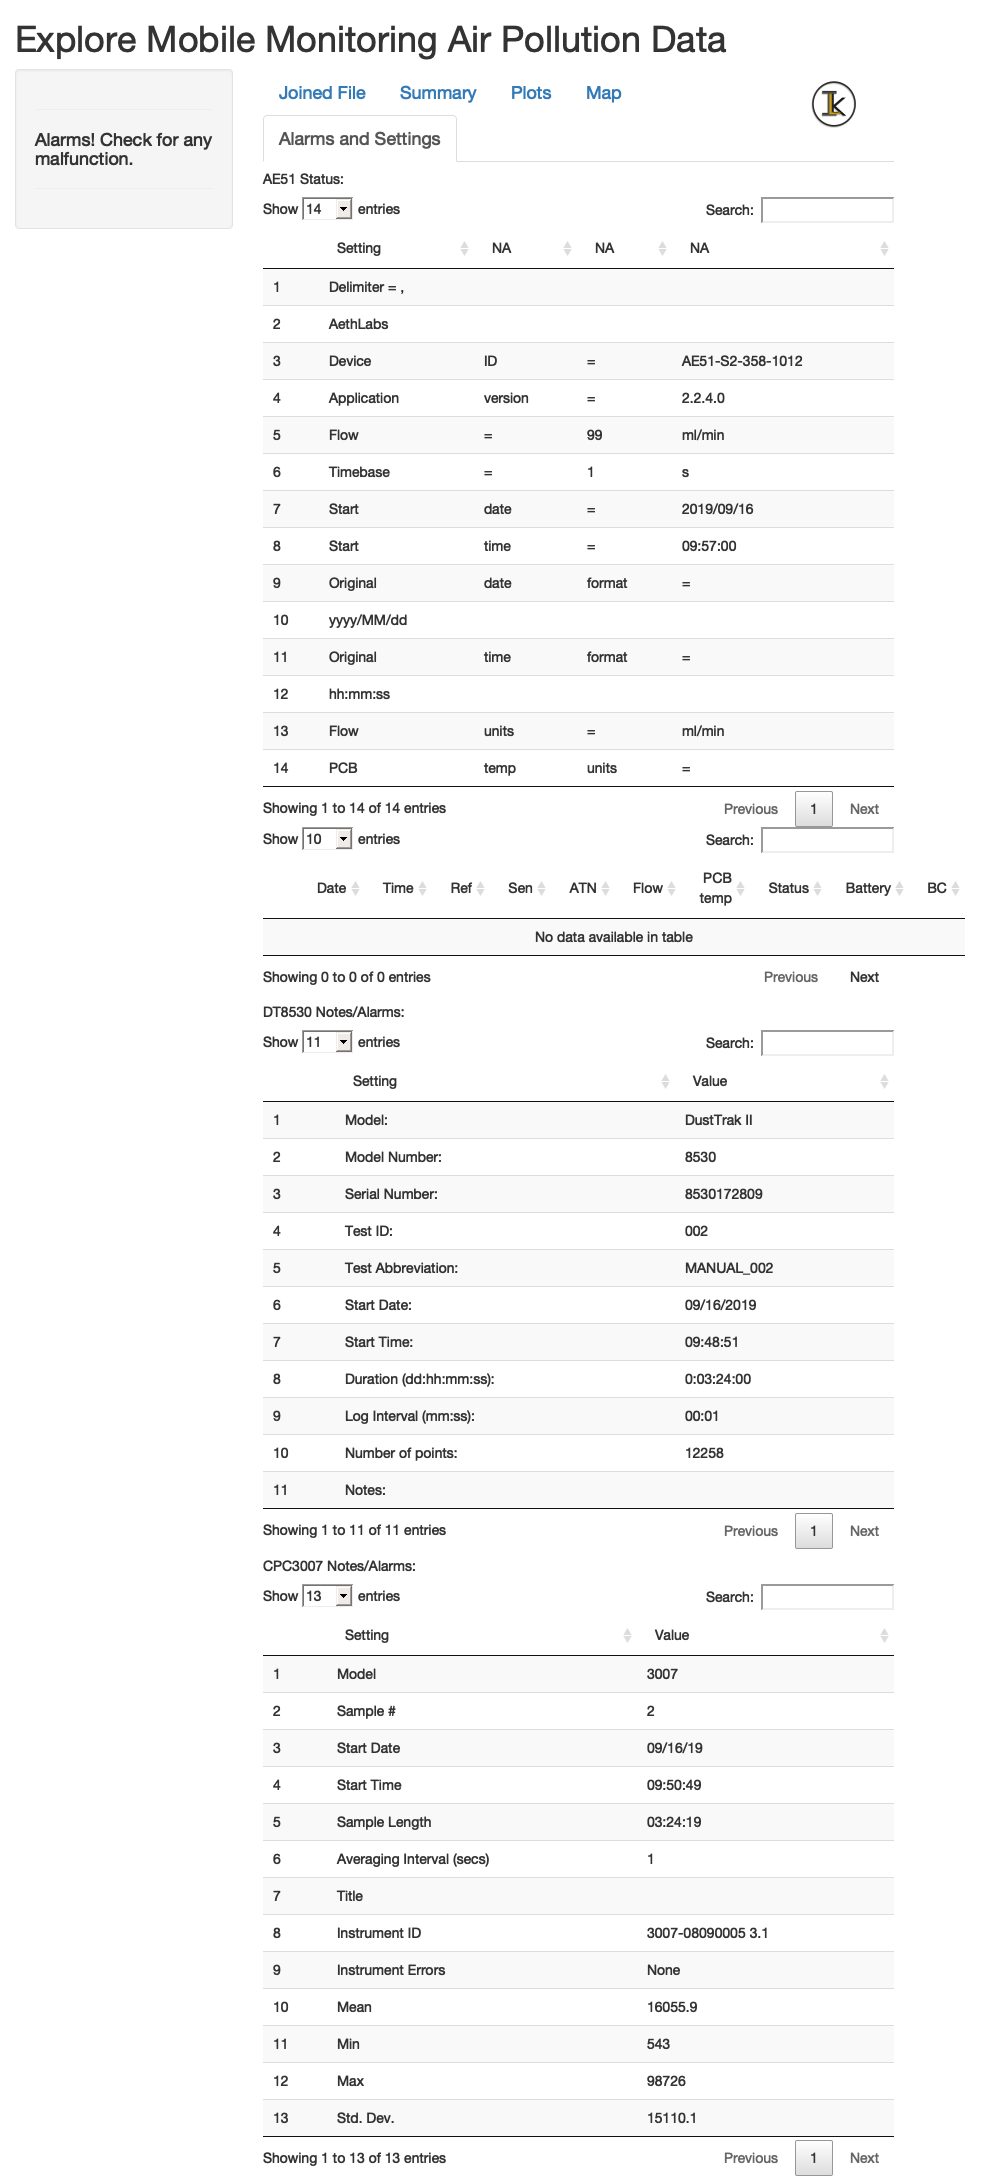 Explore Mobile Monitoring Air Pollution Data
Alarms! Check for any
malfunction.
Joined File Summary Plots Map
Lk
Alarms and Settings
AE51 Status:
Show 14 entries Search:
Setting NA NA NA
1 Delimiter = ,
2 AethLabs
3 Device ID = AE51-S2-358-1012
4 Application version = 2.2.4.0
5 Flow = 99 ml/min
6 Timebase = 1 s
7 Start date = 2019/09/16
8 Start time = 09:57:00
9 Original date format =
10 yyyy/MM/dd
11 Original time format =
12 hh:mm:ss
13 Flow units = ml/min
14 PCB temp units =
Showing 1 to 14 of 14 entries Previous 1 Next
Show 10 entries Search:
Date Time Ref Sen ATN Flow PCB temp Status Battery BC
No data available in table
Showing 0 to 0 of 0 entries Previous Next
DT8530 Notes/Alarms:
Show 11 entries Search:
Setting Value
1 Model: DustTrak II
2 Model Number: 8530
3 Serial Number: 8530172809
4 Test ID: 002
5 Test Abbreviation: MANUAL_002
6 Start Date: 09/16/2019
7 Start Time: 09:48:51
8 Duration (dd:hh:mm:ss): 0:03:24:00
9 Log Interval (mm:ss): 00:01
10 Number of points: 12258
11 Notes:
Showing 1 to 11 of 11 entries Previous 1 Next
CPC3007 Notes/Alarms:
Show 13 entries Search:
Setting Value
1 Model 3007
2 Sample # 2
3 Start Date 09/16/19
4 Start Time 09:50:49
5 Sample Length 03:24:19
6 Averaging Interval (secs) 1
7 Title
8 Instrument ID 3007-08090005 3.1
9 Instrument Errors None
10 Mean 16055.9
11 Min 543
12 Max 98726
13 Std. Dev. 15110.1
Showing 1 to 13 of 13 entries Previous 1 Next